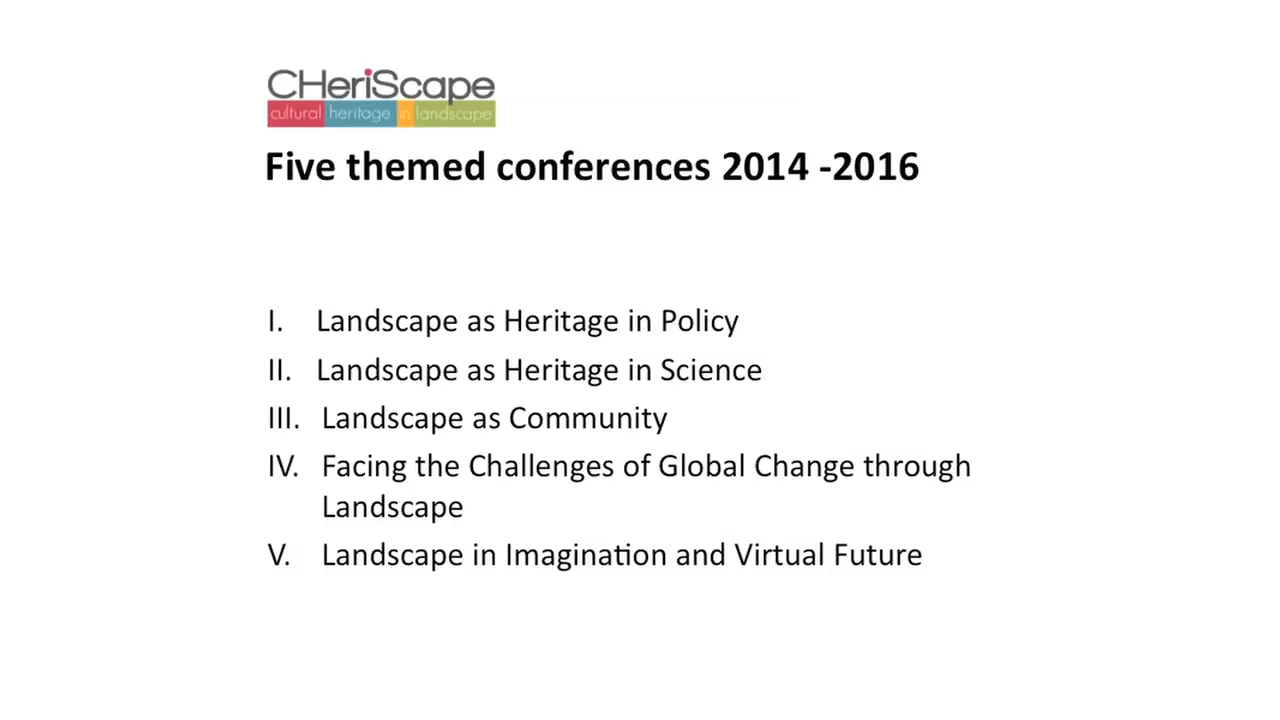 CHeriScape
cultural heritage in landscape
Five themed conferences 2014 -2016
I. Landscape as Heritage in Policy
II. Landscape as Heritage in Science
III. Landscape as Community
IV. Facing the Challenges of Global Change through
Landscape
V. Landscape in Imagination and Virtual Future